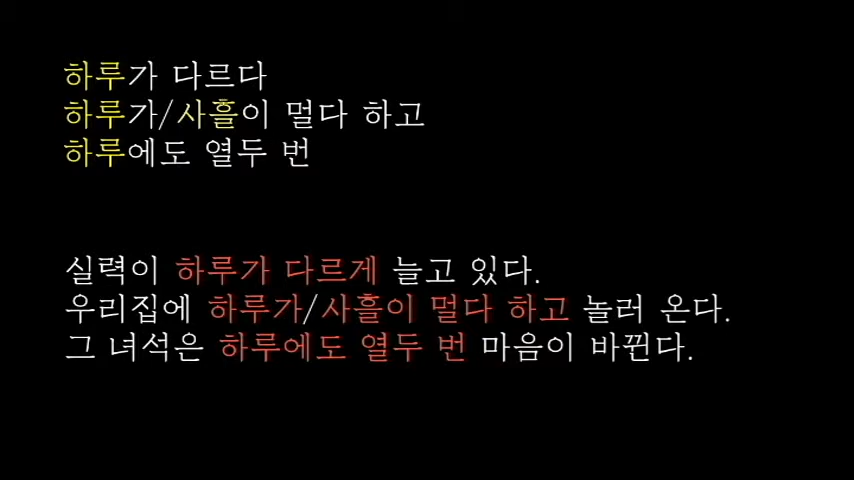 하루가 다르다
하루가/사흘이 멀다 하고
하루에도 열두 번
실력이 하루가 다르게 늘고 있다.
우리집에 하루가/사흘이 멀다 하고 놀러 온다.
그 녀석은 하루에도 열두 번 마음이 바뀐다.